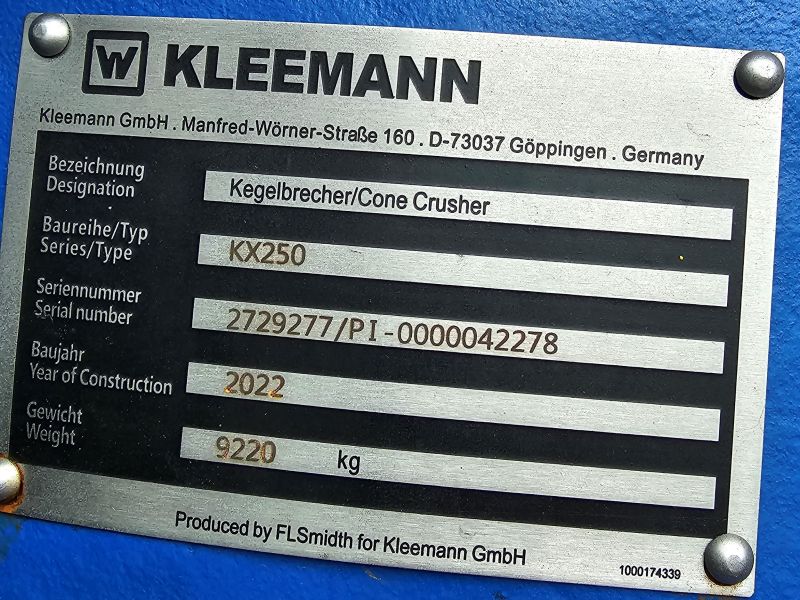 W KLEEMANN
Kleemann GmbH . Manfred-Wörner-Straße 160 . D-73037 Göppingen . Germany
Bezeichnung
Designation
Kegelbrecher/Cone Crusher
Baureihe/Typ
Series/Type
KX250
Seriennummer
Serial number
2729277/PI-0000042278
Baujahr
Year of Construction
2022
Gewicht
Weight
9220 kg
Produced by FLSmidth for Kleemann GmbH
1000174339